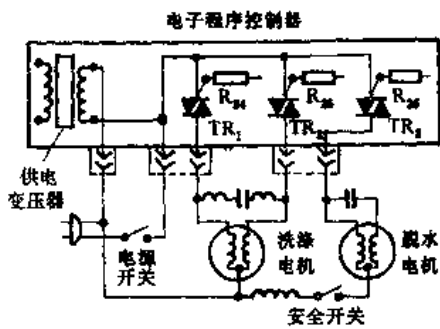 电子程序控制器
R34
R35
R36
TR1
TR2
TR3
供电
变压器
电源
开关
洗涤
电机
脱水
电机
安全开关